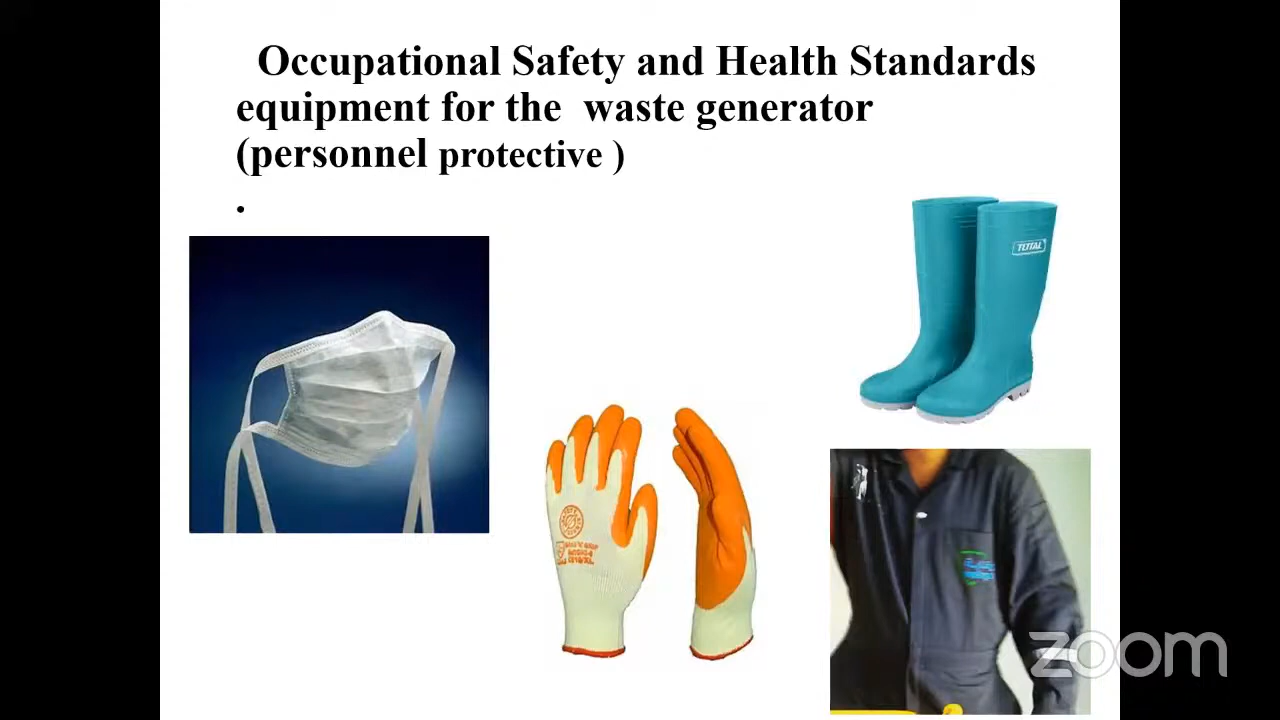 Occupational Safety and Health Standards
equipment for the waste generator
(personnel protective )
.
TOTAL
zoom